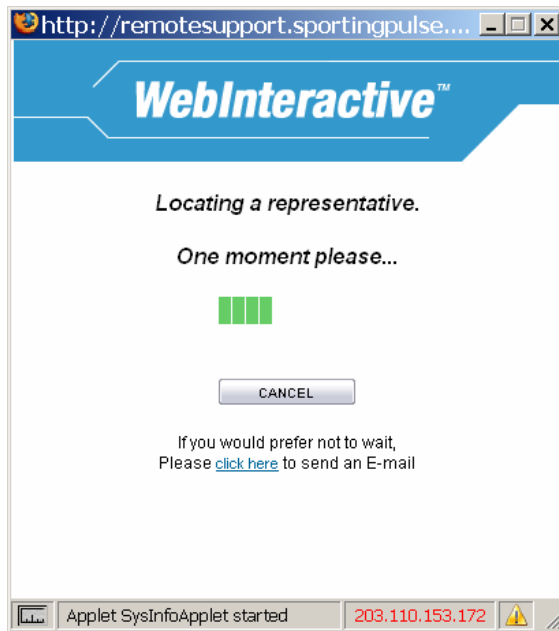 http://remotesupport.sportingpulse....
WebInteractive™
Locating a representative.
One moment please...
CANCEL
If you would prefer not to wait,
Please click here to send an E-mail
Applet SysInfoApplet started 203.110.153.172